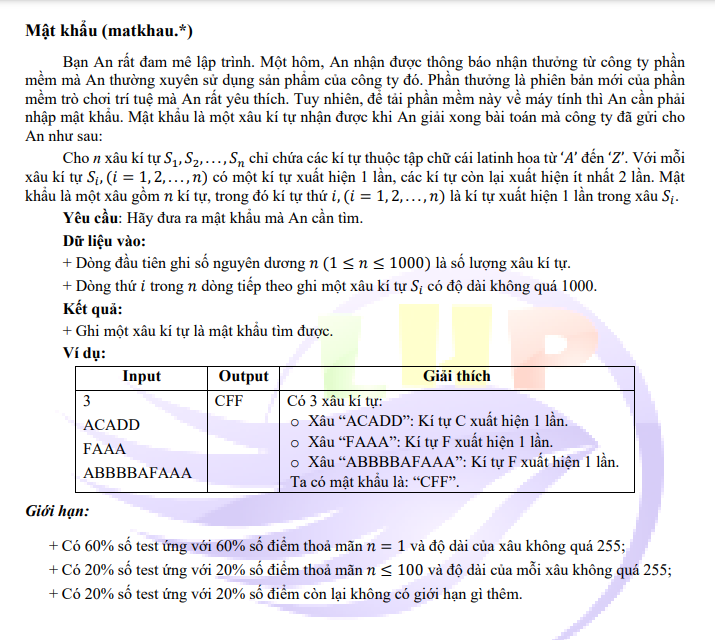 Mật khẩu (matkhau.*)
Bạn An rất đam mê lập trình. Một hôm, An nhận được thông báo nhận thưởng từ công ty phần
mềm mà An thường xuyên sử dụng sản phẩm của công ty đó. Phần thưởng là phiên bản mới của phần
mềm trò chơi trí tuệ mà An rất yêu thích. Tuy nhiên, để tải phần mềm này về máy tính thì An cần phải
nhập mật khẩu. Mật khẩu là một xâu kí tự nhận được khi An giải xong bài toán mà công ty đã gửi cho
An như sau:
Cho n xâu kí tự S₁, S₂, …, Sₙ chỉ chứa các kí tự thuộc tập chữ cái latinh hoa từ ‘A’ đến ‘Z’. Với mỗi
xâu kí tự Sᵢ, (i = 1, 2, …, n) có một kí tự xuất hiện 1 lần, các kí tự còn lại xuất hiện ít nhất 2 lần. Mật
khẩu là một xâu gồm n kí tự, trong đó kí tự thứ i, (i = 1, 2, …, n) là kí tự xuất hiện 1 lần trong xâu Sᵢ.
Yêu cầu: Hãy đưa ra mật khẩu mà An cần tìm.
Dữ liệu vào:
+ Dòng đầu tiên ghi số nguyên dương n (1 ≤ n ≤ 1000) là số lượng xâu kí tự.
+ Dòng thứ i trong n dòng tiếp theo ghi một xâu kí tự Sᵢ có độ dài không quá 1000.
Kết quả:
+ Ghi một xâu kí tự là mật khẩu tìm được.
Ví dụ:
Input Output Giải thích
3 CFF Có 3 xâu kí tự:
ACADD ○ Xâu “ACADD”: Kí tự C xuất hiện 1 lần.
FAAA ○ Xâu “FAAA”: Kí tự F xuất hiện 1 lần.
ABBBBAFAAA ○ Xâu “ABBBBAFAAA”: Kí tự F xuất hiện 1 lần.
Ta có mật khẩu là: “CFF”.
LUP
Giới hạn:
+ Có 60% số test ứng với 60% số điểm thoả mãn n = 1 và độ dài của xâu không quá 255;
+ Có 20% số test ứng với 20% số điểm thoả mãn n ≤ 100 và độ dài của mỗi xâu không quá 255;
+ Có 20% số test ứng với 20% số điểm còn lại không có giới hạn gì thêm.